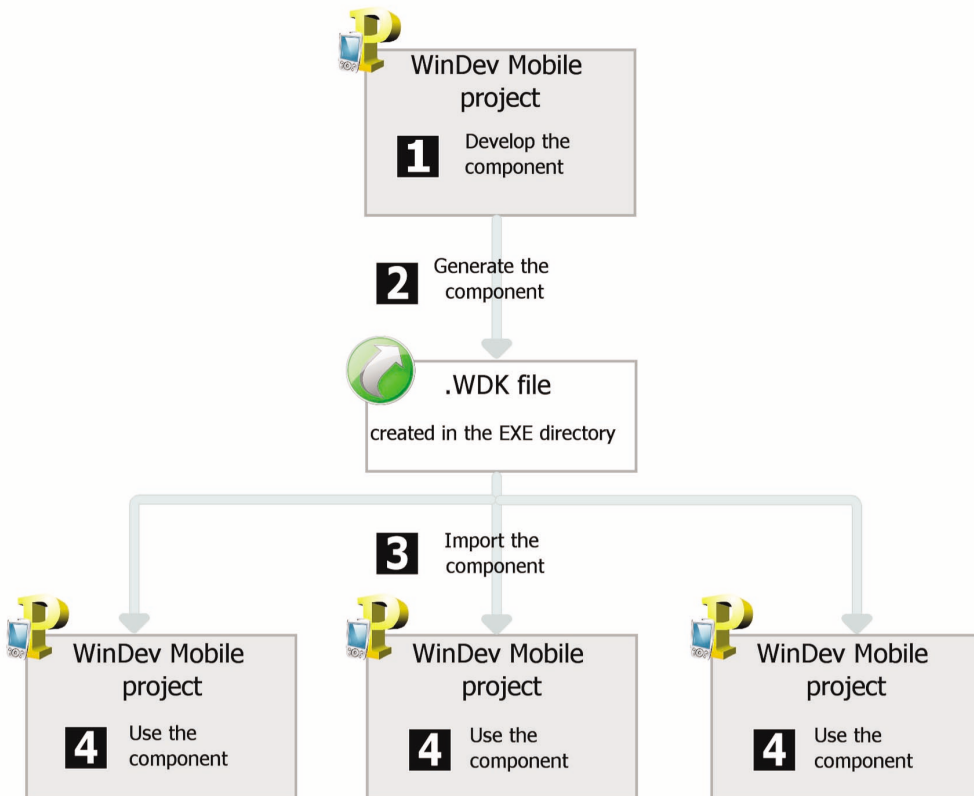 WinDev Mobile
project
1
Develop the
component
2
Generate the
component
.WDK file
created in the EXE directory
3
Import the
component
WinDev Mobile
project
4
Use the
component
WinDev Mobile
project
4
Use the
component
WinDev Mobile
project
4
Use the
component